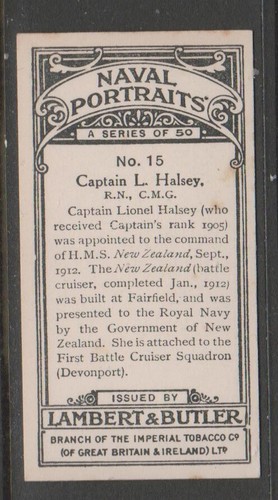 NAVAL
PORTRAITS
A SERIES OF 50
No. 15
Captain L. Halsey,
R.N., C.M.G.
Captain Lionel Halsey (who
received Captain's rank 1905)
was appointed to the command
of H.M.S. New Zealand, Sept.,
1912. The New Zealand (battle
cruiser, completed Jan., 1912)
was built at Fairfield, and was
presented to the Royal Navy
by the Government of New
Zealand. She is attached to the
First Battle Cruiser Squadron
(Devonport).
ISSUED BY
LAMBERT & BUTLER
BRANCH OF THE IMPERIAL TOBACCO Co
(OF GREAT BRITAIN & IRELAND) LTD